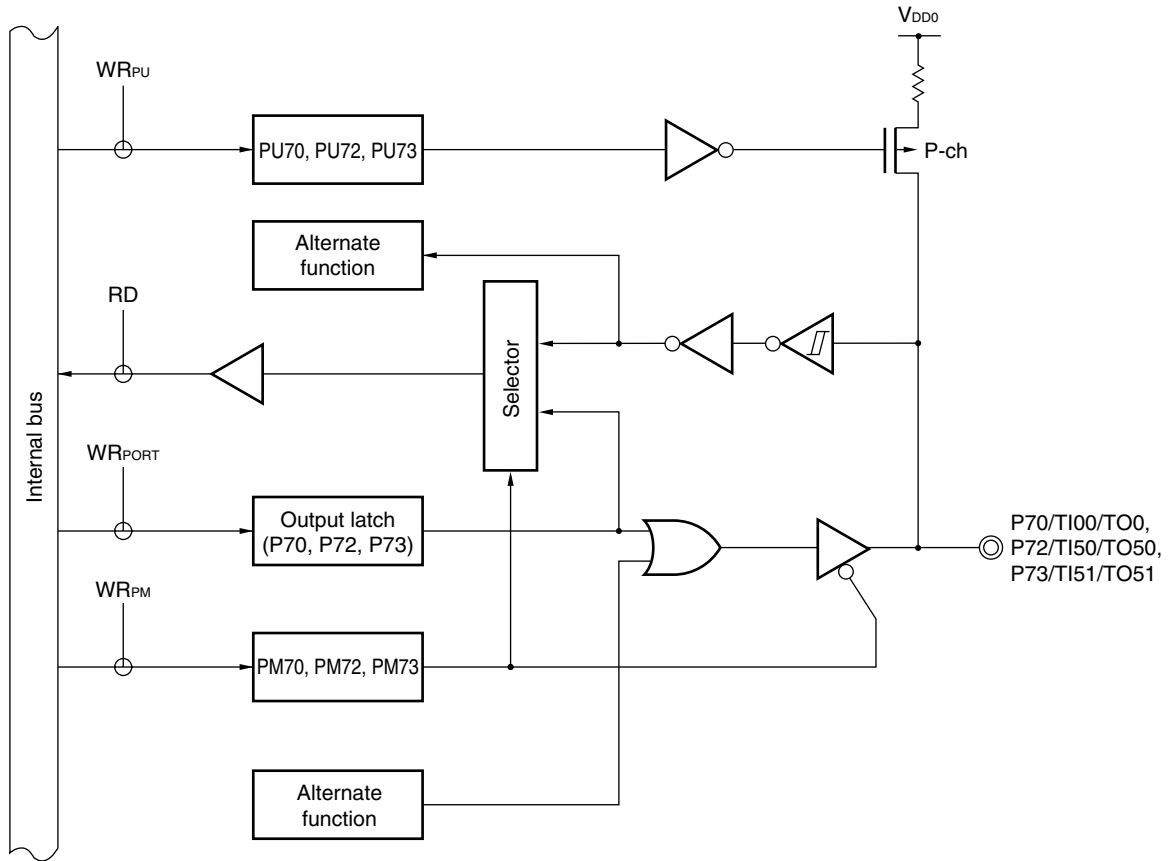 VDD0
WRPU
PU70, PU72, PU73
P-ch
Alternate
function
RD
Selector
Internal bus
WRPORT
Output latch
(P70, P72, P73)
P70/TI00/TO0,
P72/TI50/TO50,
P73/TI51/TO51
WRPM
PM70, PM72, PM73
Alternate
function